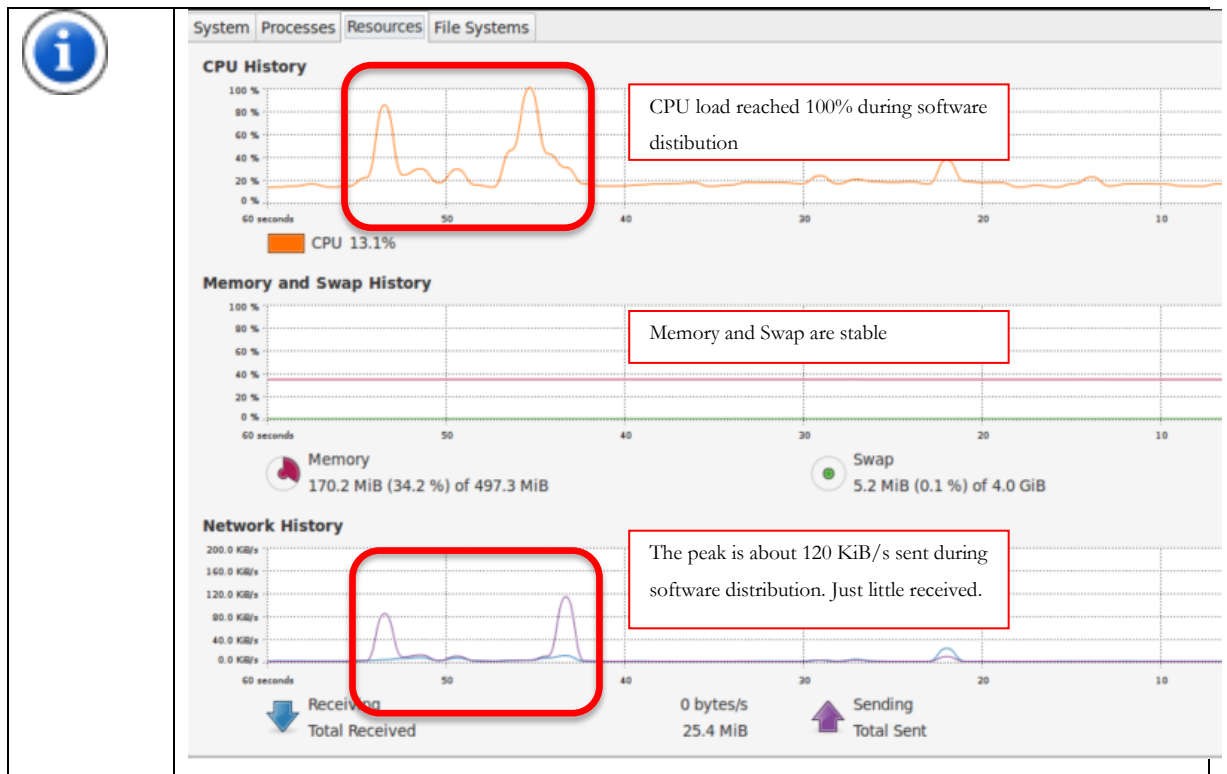 System Processes Resources File Systems
CPU History
100 %
80 %
60 %
40 %
20 %
0 %
60 seconds 50 40 30 20 10
CPU load reached 100% during software
distibution
CPU 13.1%
Memory and Swap History
100 %
80 %
60 %
40 %
20 %
0 %
60 seconds 50 40 30 20 10
Memory and Swap are stable
Memory
170.2 MiB (34.2 %) of 497.3 MiB
Swap
5.2 MiB (0.1 %) of 4.0 GiB
Network History
200.0 KiB/s
160.0 KiB/s
120.0 KiB/s
80.0 KiB/s
40.0 KiB/s
0.0 KiB/s
60 seconds 50 40 30 20 10
The peak is about 120 KiB/s sent during
software distribution. Just little received.
Receiving 0 bytes/s
Total Received 25.4 MiB
Sending
Total Sent